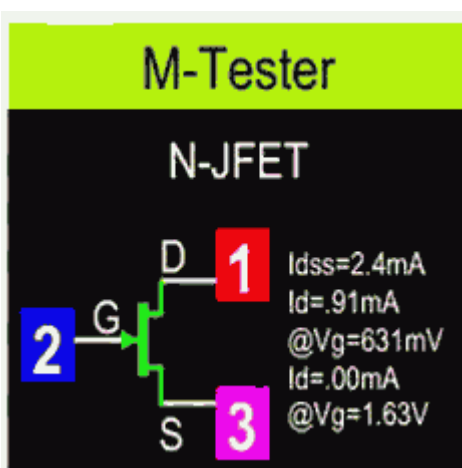 M-Tester
N-JFET
D
1
G
2
S
3
Idss=2.4mA
Id=.91mA
@Vg=631mV
Id=.00mA
@Vg=1.63V